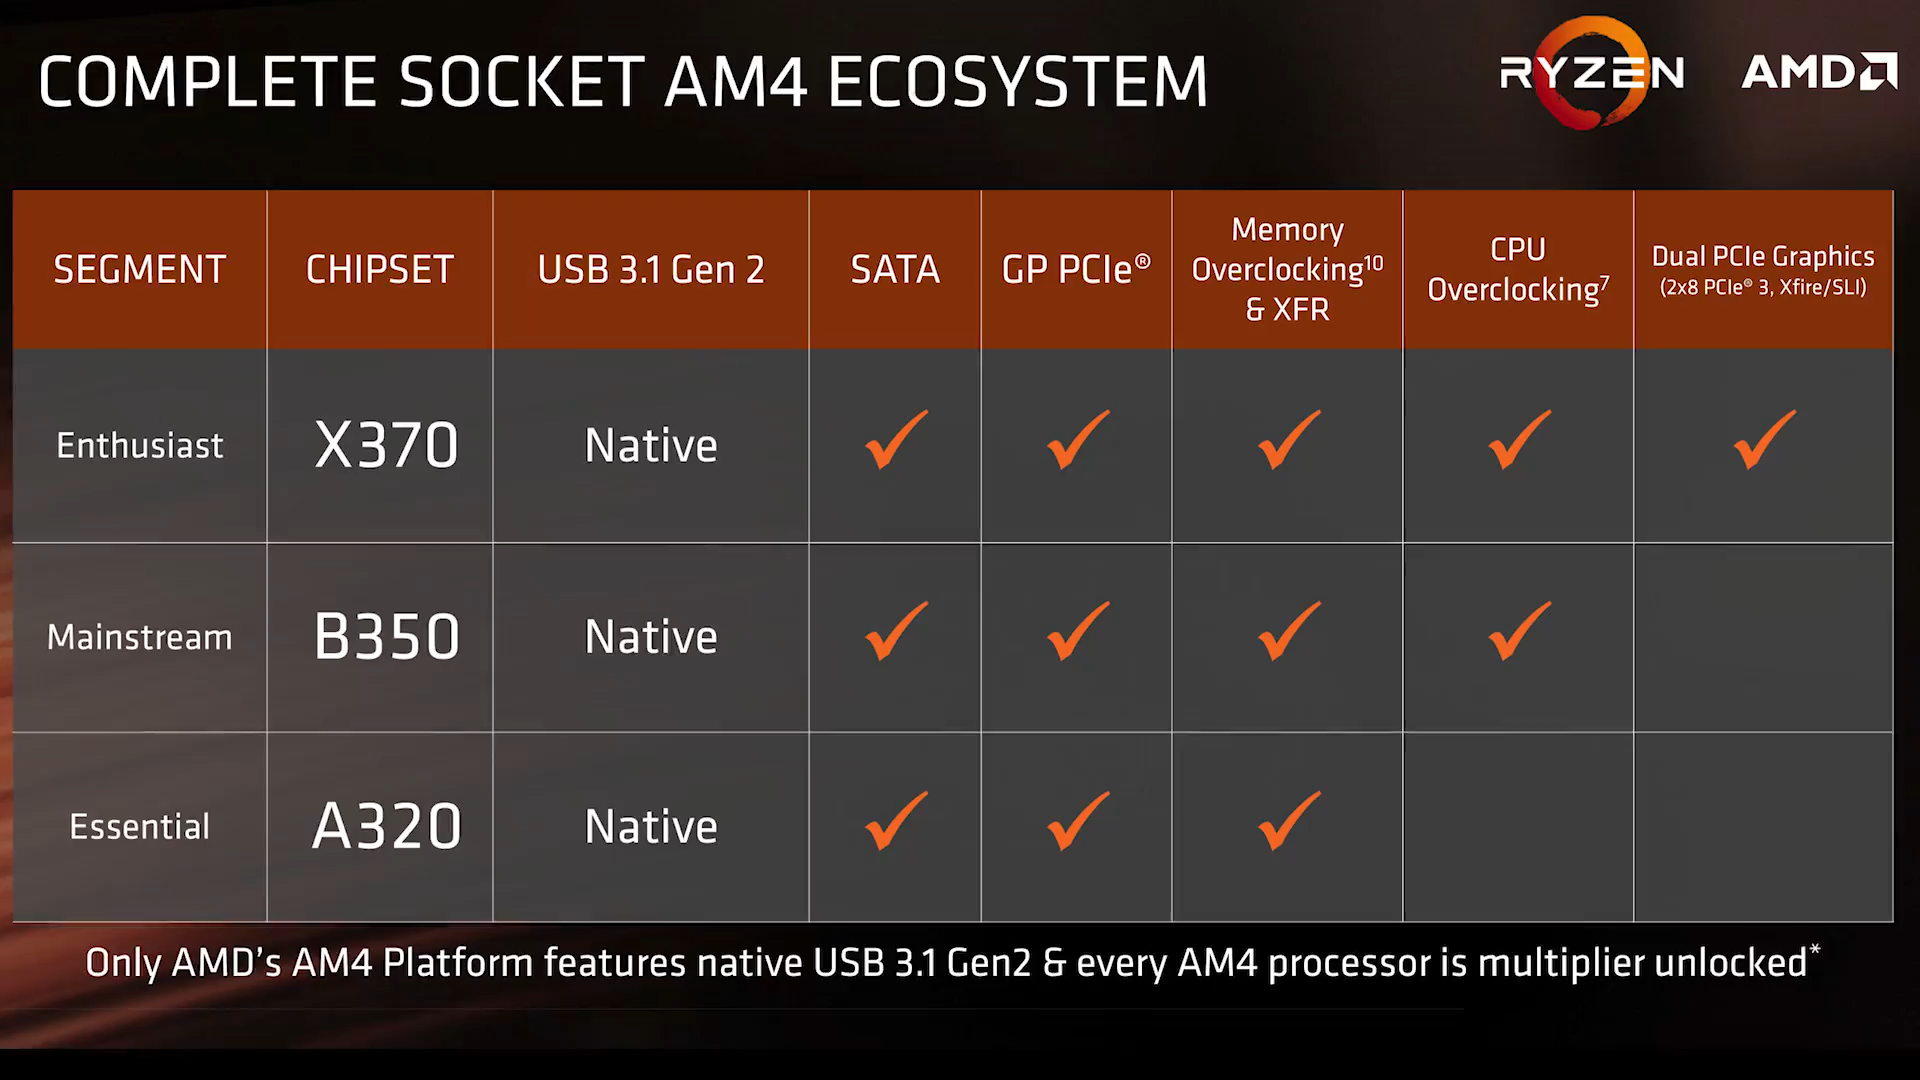 COMPLETE SOCKET AM4 ECOSYSTEM
RYZEN
AMD
SEGMENT
CHIPSET
USB 3.1 Gen 2
SATA
GP PCIe®
Memory
Overclocking¹⁰
& XFR
CPU
Overclocking⁷
Dual PCIe Graphics
(2x8 PCIe® 3, Xfire/SLI)
Enthusiast
X370
Native
Mainstream
B350
Native
Essential
A320
Native
Only AMD's AM4 Platform features native USB 3.1 Gen2 & every AM4 processor is multiplier unlocked*